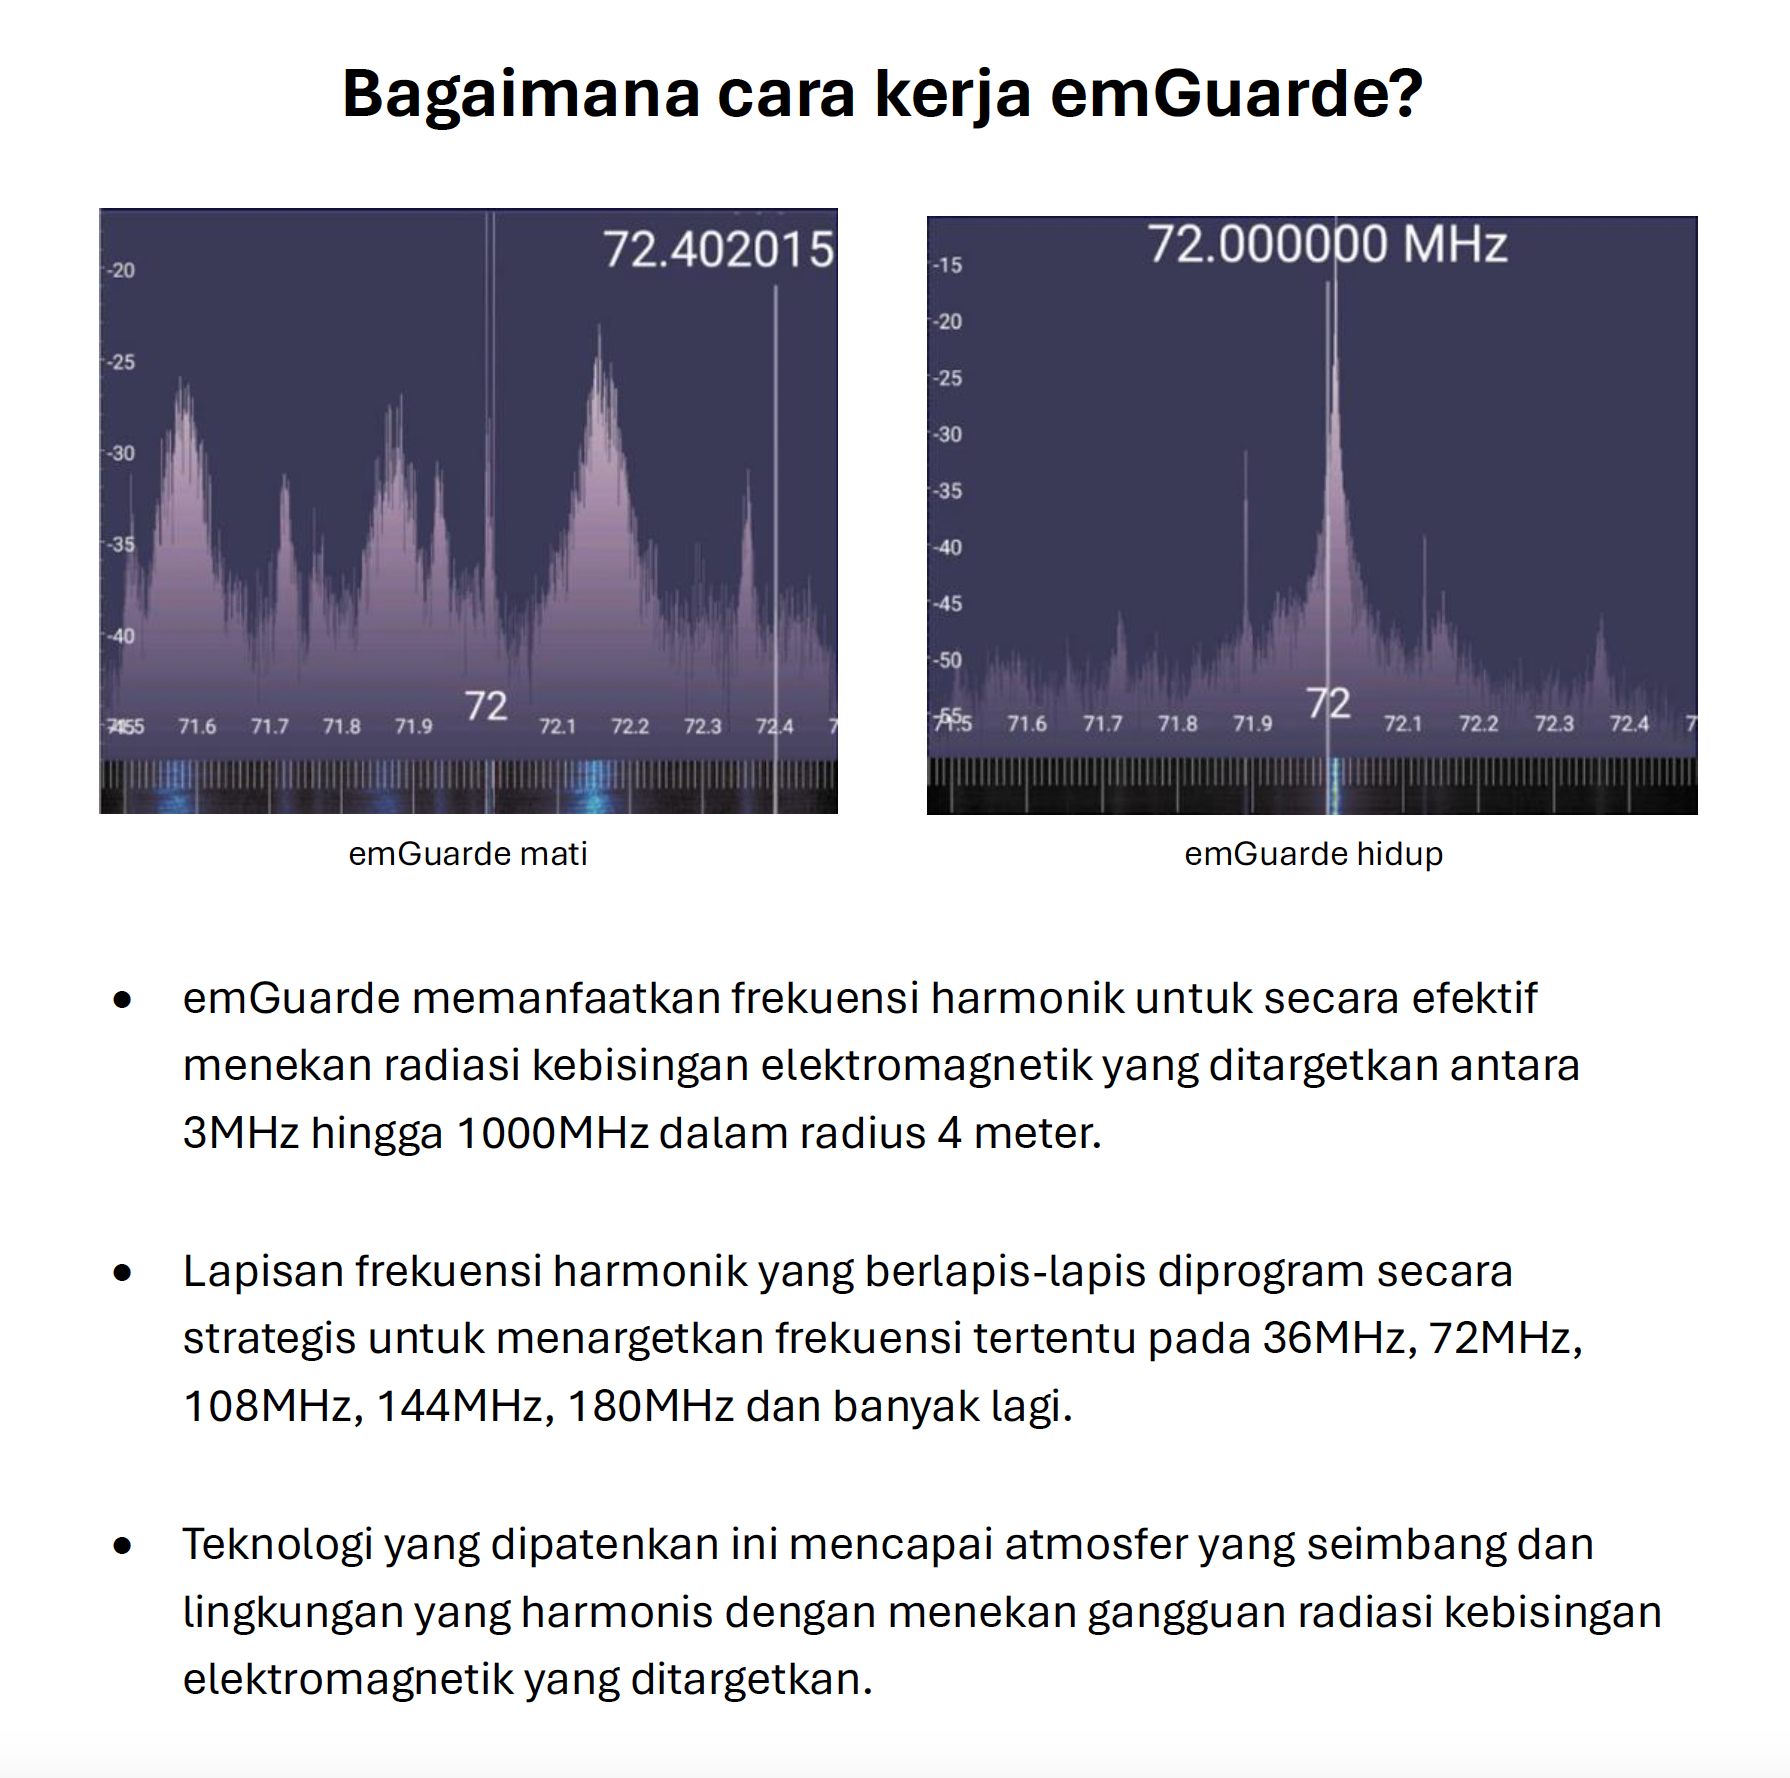 Bagaimana cara kerja emGuarde?
72.402015
-20
-25
-30
-35
-40
71.6 71.7 71.8 71.9 72 72.1 72.2 72.3 72.4
emGuarde mati
72.000000 MHz
-15
-20
-25
-30
-35
-40
-45
-50
-55
71.5 71.6 71.7 71.8 71.9 72 72.1 72.2 72.3 72.4
emGuarde hidup
• emGuarde memanfaatkan frekuensi harmonik untuk secara efektif
menekan radiasi kebisingan elektromagnetik yang ditargetkan antara
3MHz hingga 1000MHz dalam radius 4 meter.
• Lapisan frekuensi harmonik yang berlapis-lapis diprogram secara
strategis untuk menargetkan frekuensi tertentu pada 36MHz, 72MHz,
108MHz, 144MHz, 180MHz dan banyak lagi.
• Teknologi yang dipatenkan ini mencapai atmosfer yang seimbang dan
lingkungan yang harmonis dengan menekan gangguan radiasi kebisingan
elektromagnetik yang ditargetkan.